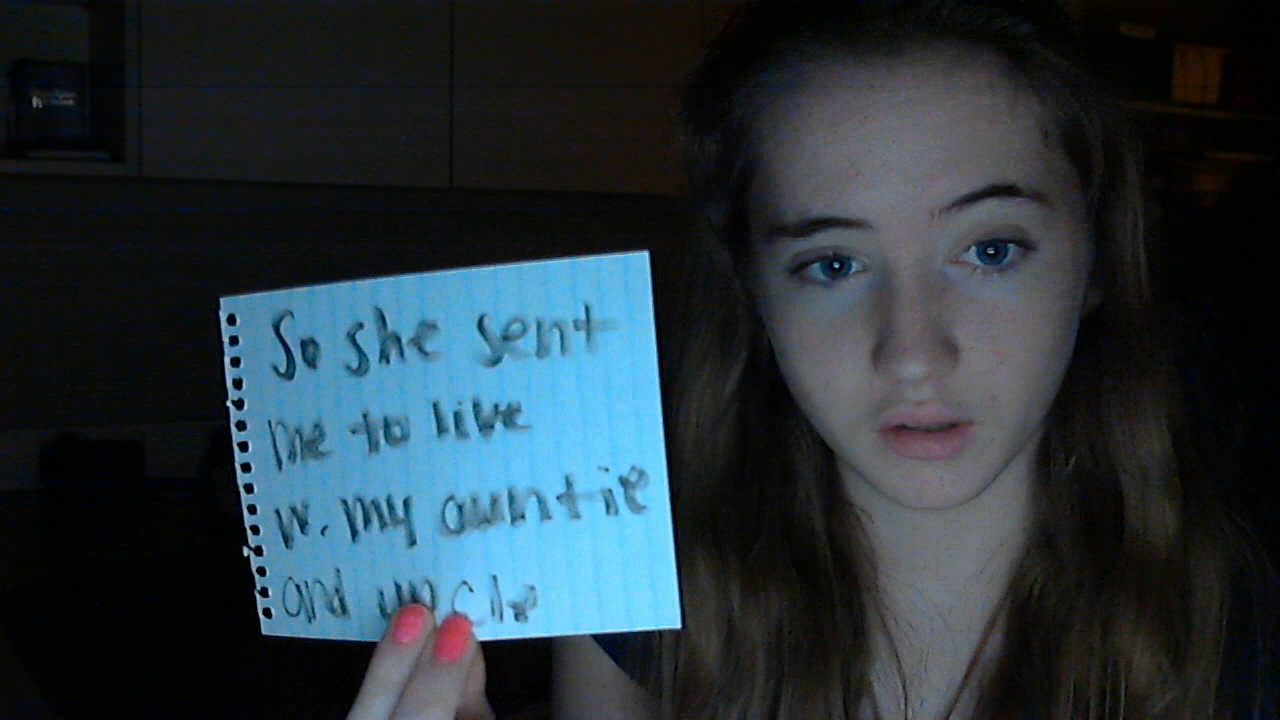 So she sent
me to live
w. my auntie
and uncle